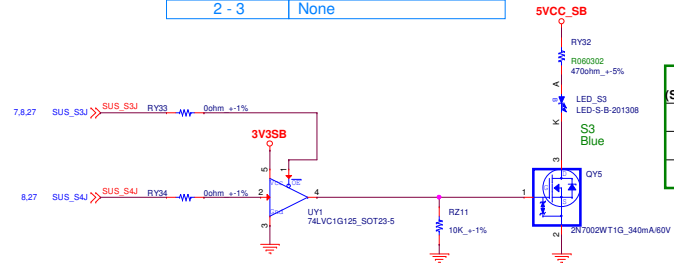 2 - 3 None
5VCC_SB
RY32
R060302
470ohm_+-5%
A
(S
7,8,27 SUS_S3J SUS_S3J RY33 0ohm_+-1%
LED_S3
LED-S-B-201308
K
S3
Blue
3V3SB
5 1
VCC OE
3
QY5
8,27 SUS_S4J SUS_S4J RY34 0ohm_+-1% 2 4 1
GND
UY1
74LVC1G125_SOT23-5
3
RZ11
10K_+-1%
2
2N7002WT1G_340mA/60V